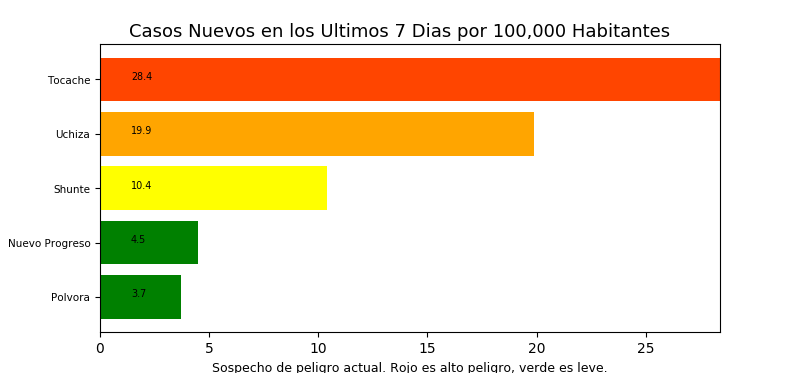 Casos Nuevos en los Ultimos 7 Dias por 100,000 Habitantes
Tocache 28.4
Uchiza 19.9
Shunte 10.4
Nuevo Progreso 4.5
Polvora 3.7
0 5 10 15 20 25
Sospecho de peligro actual. Rojo es alto peligro, verde es leve.